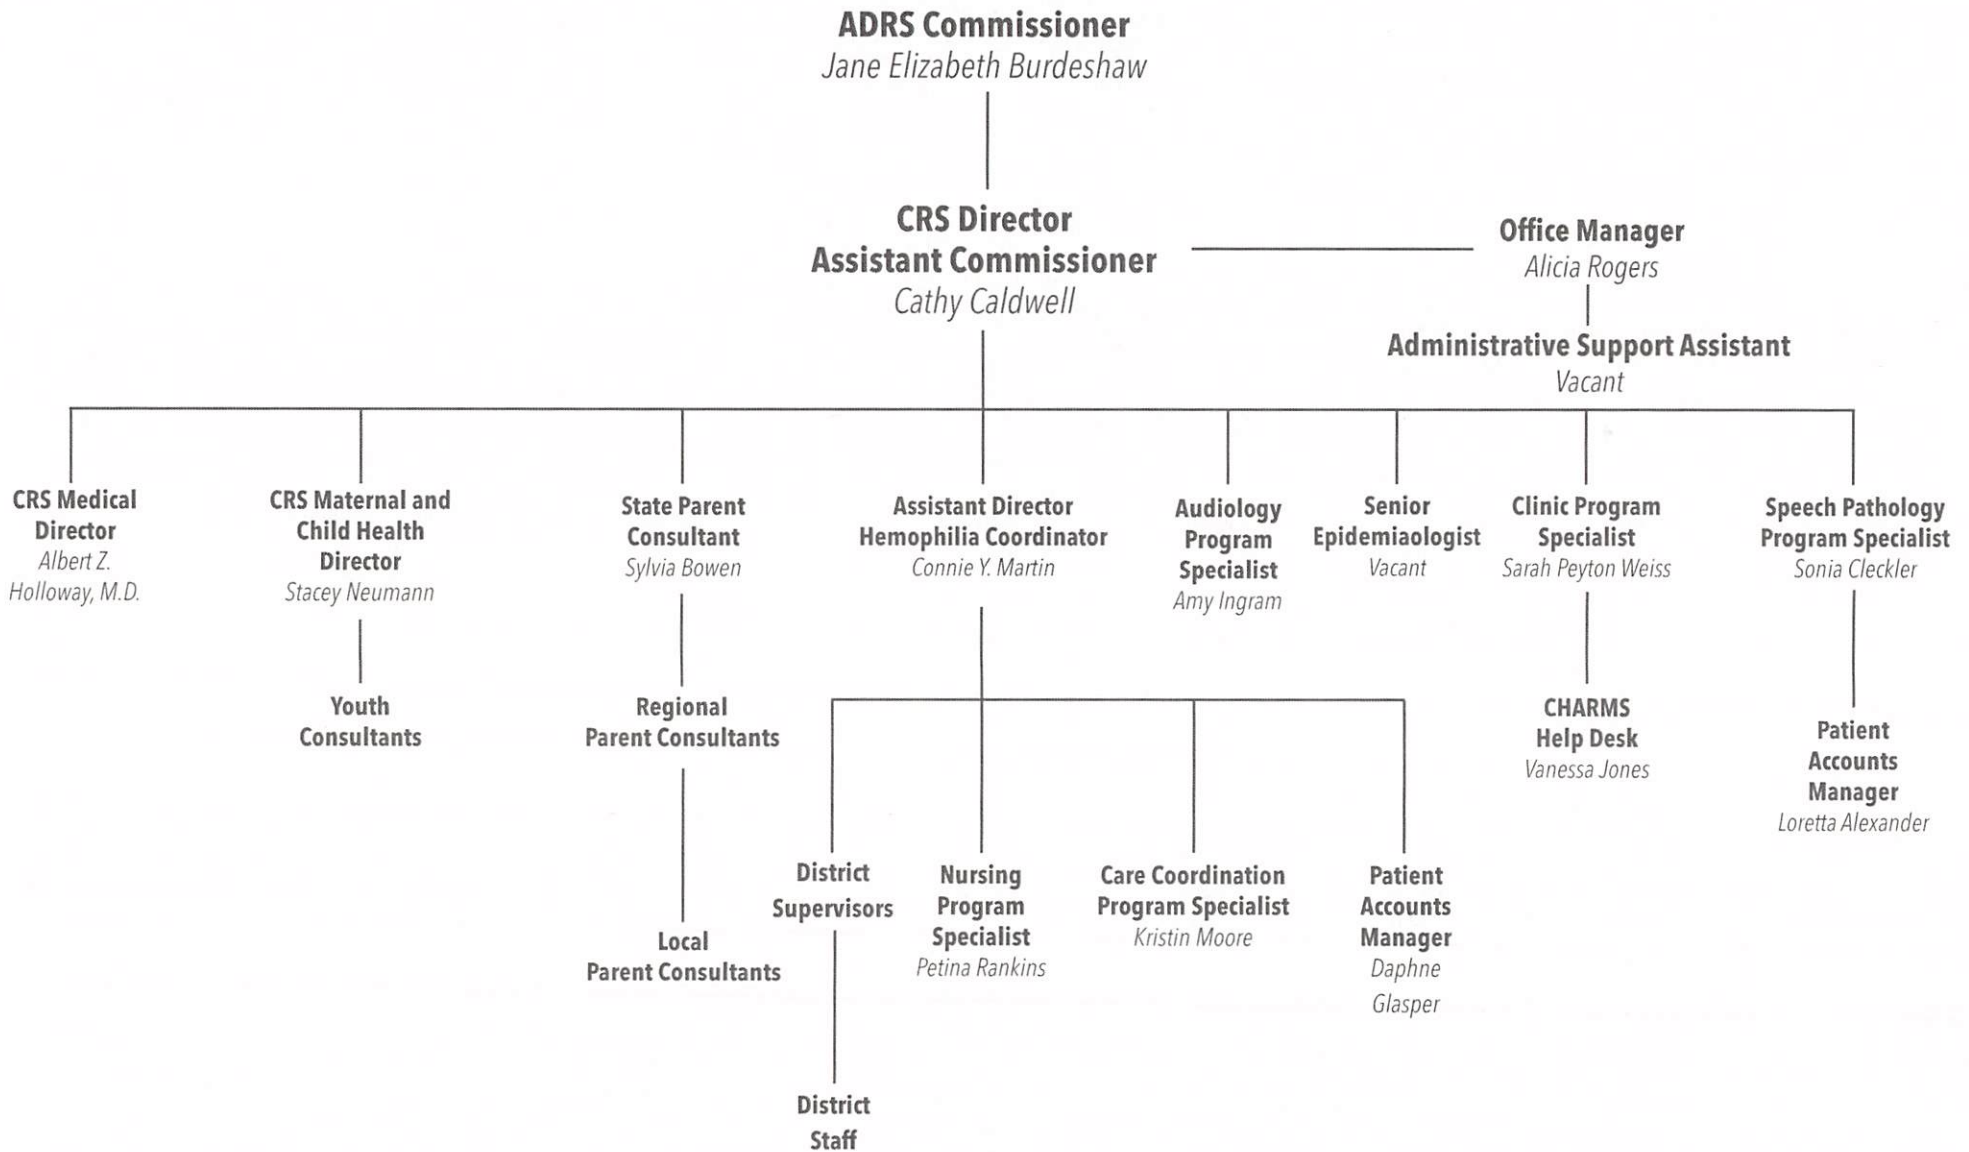 ADRS Commissioner
Jane Elizabeth Burdeshaw
CRS Director
Assistant Commissioner
Cathy Caldwell
Office Manager
Alicia Rogers
Administrative Support Assistant
Vacant
CRS Medical
Director
Albert Z.
Holloway, M.D.
CRS Maternal and
Child Health
Director
Stacey Neumann
State Parent
Consultant
Sylvia Bowen
Assistant Director
Hemophilia Coordinator
Connie Y. Martin
Audiology
Program
Specialist
Amy Ingram
Senior
Epidemiaologist
Vacant
Clinic Program
Specialist
Sarah Peyton Weiss
Speech Pathology
Program Specialist
Sonia Cleckler
Youth
Consultants
Regional
Parent Consultants
CHARMS
Help Desk
Vanessa Jones
Patient
Accounts
Manager
Loretta Alexander
Local
Parent Consultants
District
Supervisors
Nursing
Program
Specialist
Petina Rankins
Care Coordination
Program Specialist
Kristin Moore
Patient
Accounts
Manager
Daphne
Glasper
District
Staff